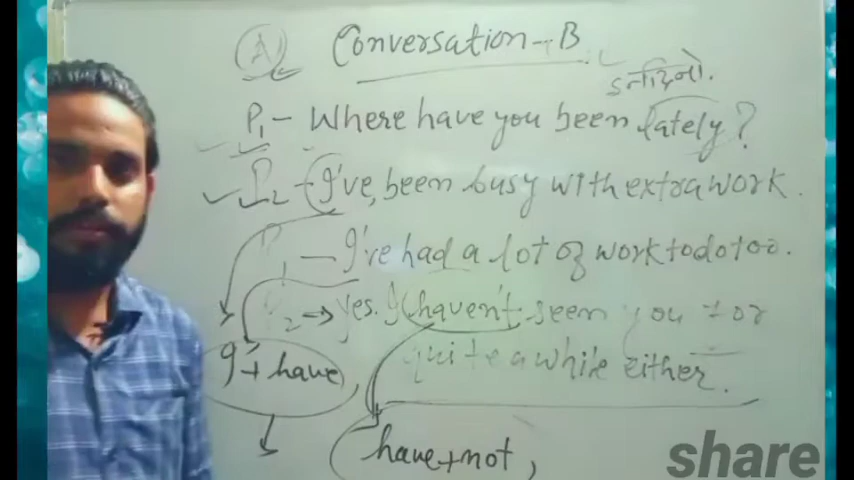 A Conversation - B
इन दिनों.
P1 - Where have you been lately?
P2 - I've, been busy with extra work.
P1 - I've had a lot of work to do too.
P2 → yes. I haven't seen you for
quite a while either.
I + have,
have + not,
share